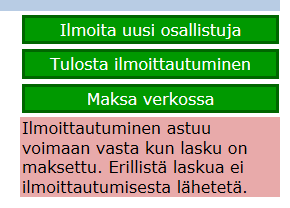 Ilmoita uusi osallistuja
Tulosta ilmoittautuminen
Maksa verkossa
Ilmoittautuminen astuu
voimaan vasta kun lasku on
maksettu. Erillistä laskua ei
ilmoittautumisesta lähetetä.